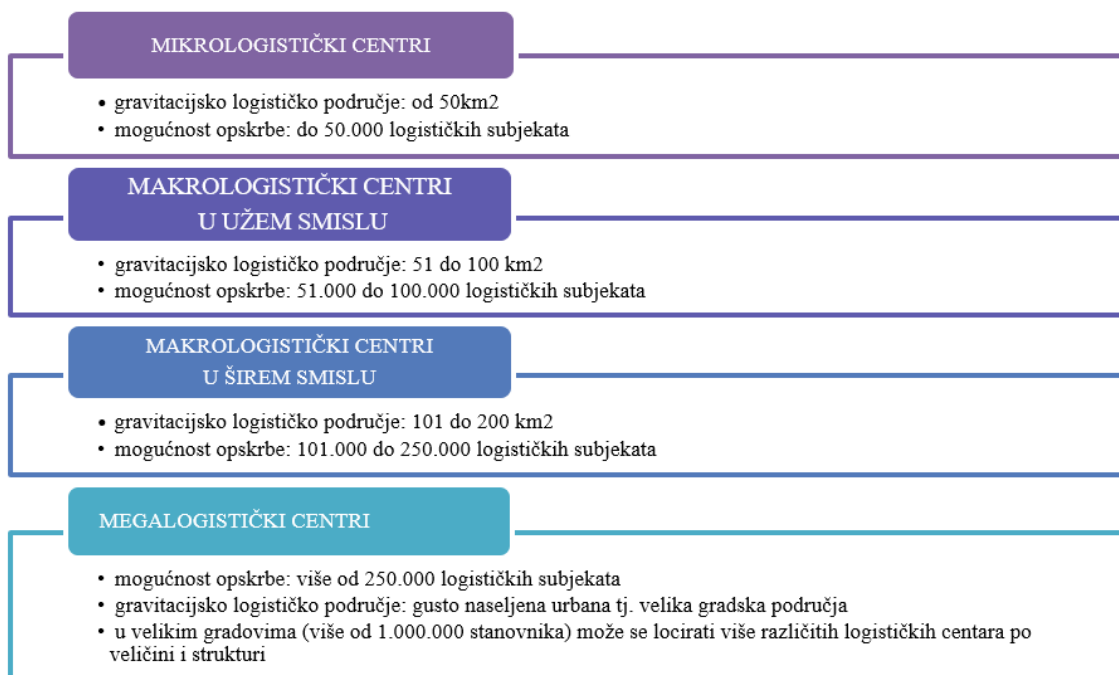 MIKROLOGISTIČKI CENTRI
• gravitacijsko logističko područje: od 50km2
• mogućnost opskrbe: do 50.000 logističkih subjekata
MAKROLOGISTIČKI CENTRI
U UŽEM SMISLU
• gravitacijsko logističko područje: 51 do 100 km2
• mogućnost opskrbe: 51.000 do 100.000 logističkih subjekata
MAKROLOGISTIČKI CENTRI
U ŠIREM SMISLU
• gravitacijsko logističko područje: 101 do 200 km2
• mogućnost opskrbe: 101.000 do 250.000 logističkih subjekata
MEGALOGISTIČKI CENTRI
• mogućnost opskrbe: više od 250.000 logističkih subjekata
• gravitacijsko logističko područje: gusto naseljena urbana tj. velika gradska područja
• u velikim gradovima (više od 1.000.000 stanovnika) može se locirati više različitih logističkih centara po
veličini i strukturi